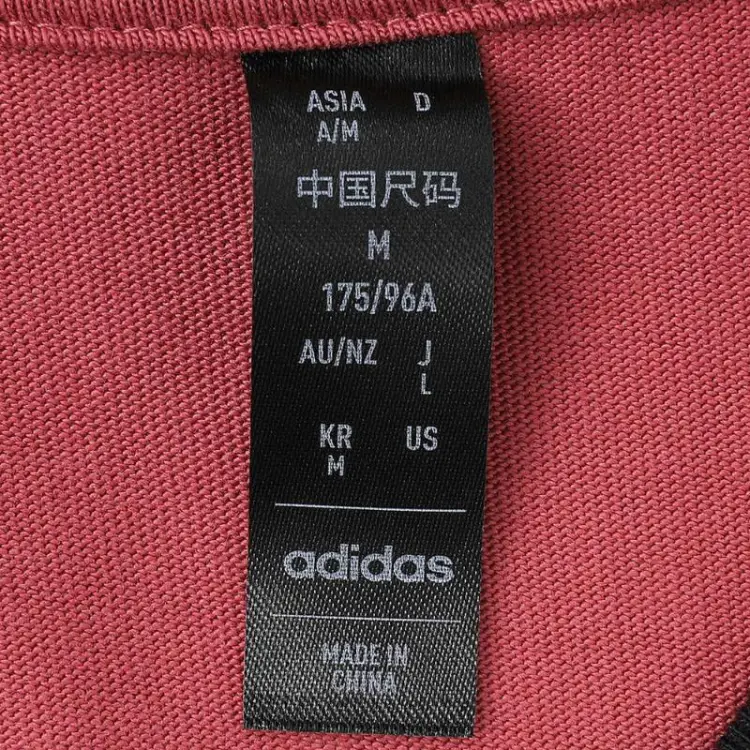 ASIA D
A/M
中国尺码
M
175/96A
AU/NZ J
L
KR US
M
adidas
MADE IN
CHINA